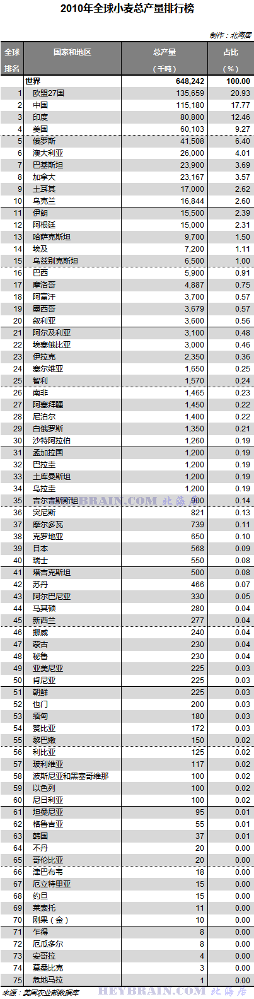 2010年全球小麦总产量排行榜
制作：北海居
全球 国家和地区 总产量 占比
排名 （千吨） （%）
世界 648,242 100.00
1 欧盟27国 135,659 20.93
2 中国 115,180 17.77
3 印度 80,800 12.46
4 美国 60,103 9.27
5 俄罗斯 41,508 6.40
6 澳大利亚 26,000 4.01
7 巴基斯坦 23,900 3.69
8 加拿大 23,167 3.57
9 土耳其 17,000 2.62
10 乌克兰 16,844 2.60
11 伊朗 15,500 2.39
12 阿根廷 15,000 2.31
13 哈萨克斯坦 9,700 1.50
14 埃及 7,200 1.11
15 乌兹别克斯坦 6,500 1.00
16 巴西 5,900 0.91
17 摩洛哥 4,887 0.75
18 阿富汗 3,700 0.57
19 墨西哥 3,679 0.57
20 叙利亚 3,600 0.56
21 阿尔及利亚 3,100 0.48
22 埃塞俄比亚 3,000 0.46
23 伊拉克 2,350 0.36
24 塞尔维亚 1,650 0.25
25 智利 1,570 0.24
26 南非 1,465 0.23
27 阿塞拜疆 1,450 0.22
28 尼泊尔 1,400 0.22
29 白俄罗斯 1,350 0.21
30 沙特阿拉伯 1,260 0.19
31 孟加拉国 1,200 0.19
32 巴拉圭 1,200 0.19
33 土库曼斯坦 1,200 0.19
34 乌拉圭 1,200 0.19
35 吉尔吉斯斯坦 900 0.14
36 突尼斯 821 0.13
37 摩尔多瓦 739 0.11
38 克罗地亚 650 0.10
39 日本 568 0.09
40 瑞士 550 0.08
41 塔吉克斯坦 500 0.08
42 苏丹 466 0.07
43 阿尔巴尼亚 330 0.05
44 马其顿 280 0.04
45 新西兰 277 0.04
46 挪威 240 0.04
47 蒙古 230 0.04
48 秘鲁 230 0.04
49 亚美尼亚 225 0.03
50 肯尼亚 225 0.03
51 朝鲜 225 0.03
52 也门 200 0.03
53 缅甸 180 0.03
54 赞比亚 172 0.03
55 黎巴嫩 150 0.02
56 利比亚 125 0.02
57 玻利维亚 117 0.02
58 波斯尼亚和黑塞哥维那 100 0.02
59 以色列 100 0.02
60 尼日利亚 100 0.02
61 坦桑尼亚 95 0.01
62 格鲁吉亚 55 0.01
63 韩国 37 0.01
64 不丹 20 0.00
65 哥伦比亚 20 0.00
66 津巴布韦 18 0.00
67 厄立特里亚 15 0.00
68 约旦 15 0.00
69 莱索托 11 0.00
70 刚果（金） 10 0.00
71 乍得 8 0.00
72 厄瓜多尔 8 0.00
73 安哥拉 4 0.00
74 莫桑比克 3 0.00
75 危地马拉 1 0.00
来源：美国农业部数据库 HEYBRAIN.COM 北海居